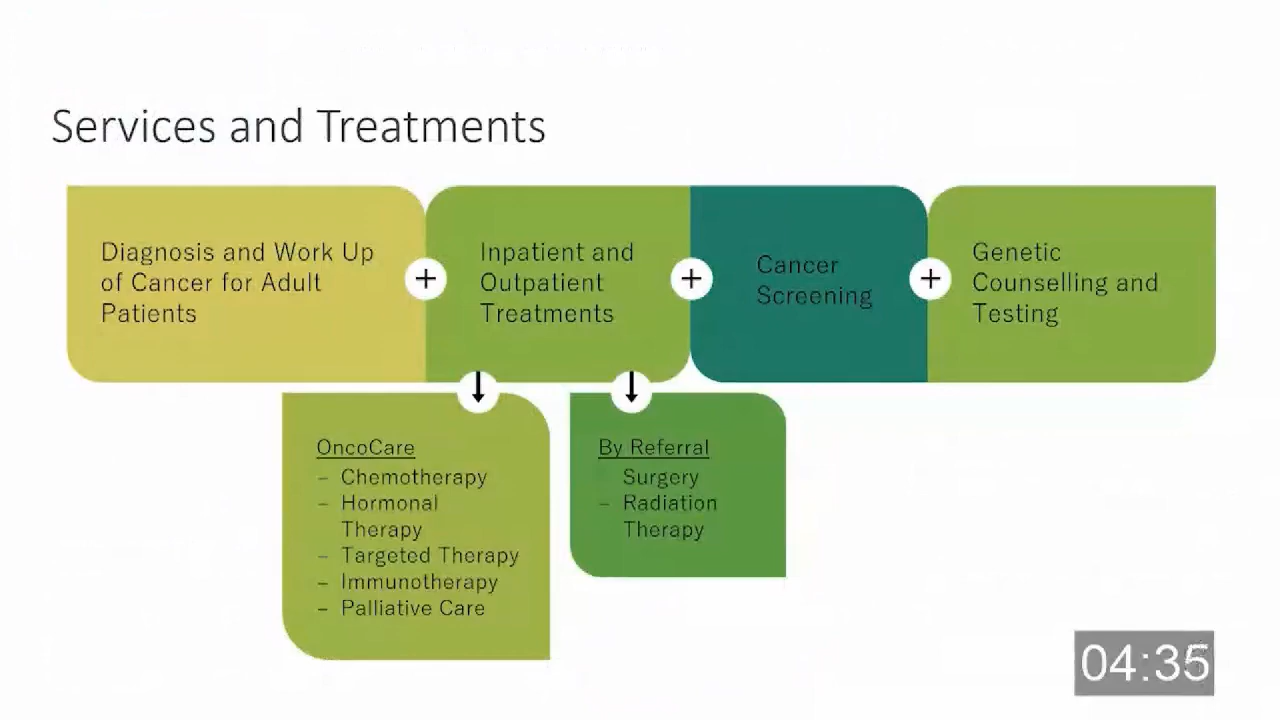 Services and Treatments
Diagnosis and Work Up
of Cancer for Adult
Patients
+
Inpatient and
Outpatient
Treatments
+
Cancer
Screening
+
Genetic
Counselling and
Testing
OncoCare
– Chemotherapy
– Hormonal
Therapy
– Targeted Therapy
– Immunotherapy
– Palliative Care
By Referral
Surgery
– Radiation
Therapy
04:35